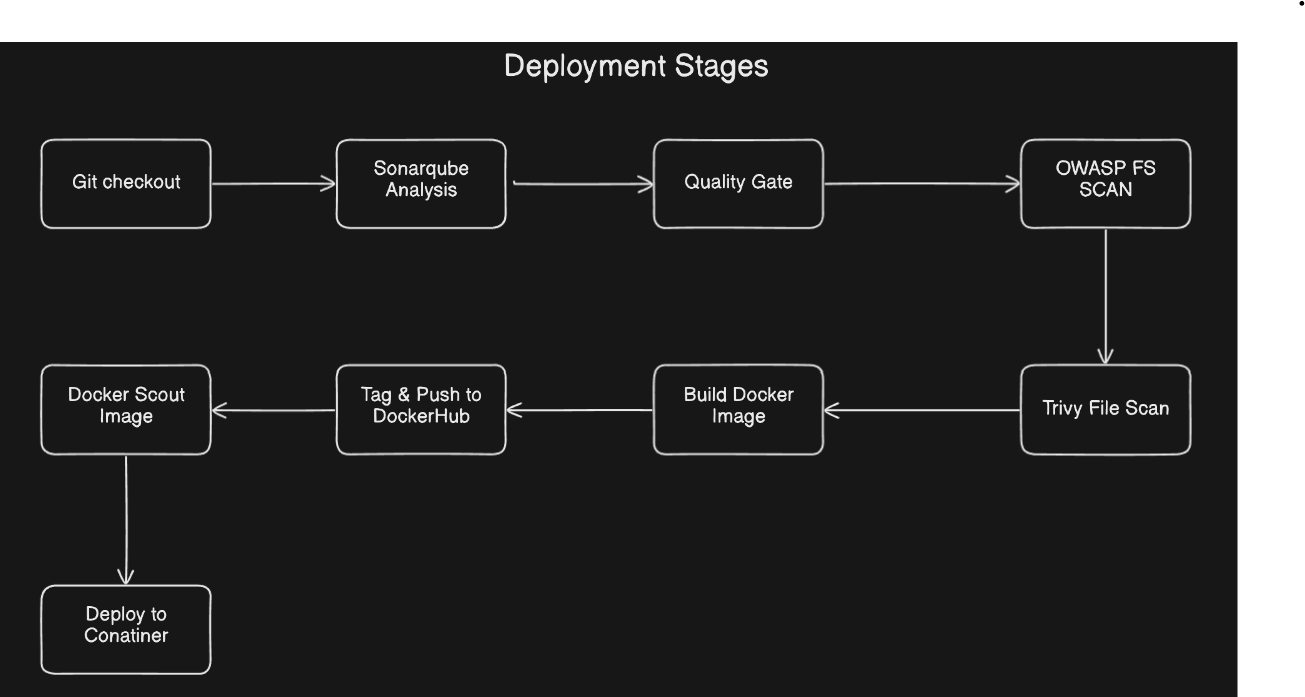 Deployment Stages
Git checkout
Sonarqube
Analysis
Quality Gate
OWASP FS
SCAN
Docker Scout
Image
Tag & Push to
DockerHub
Build Docker
Image
Trivy File Scan
Deploy to
Conatiner